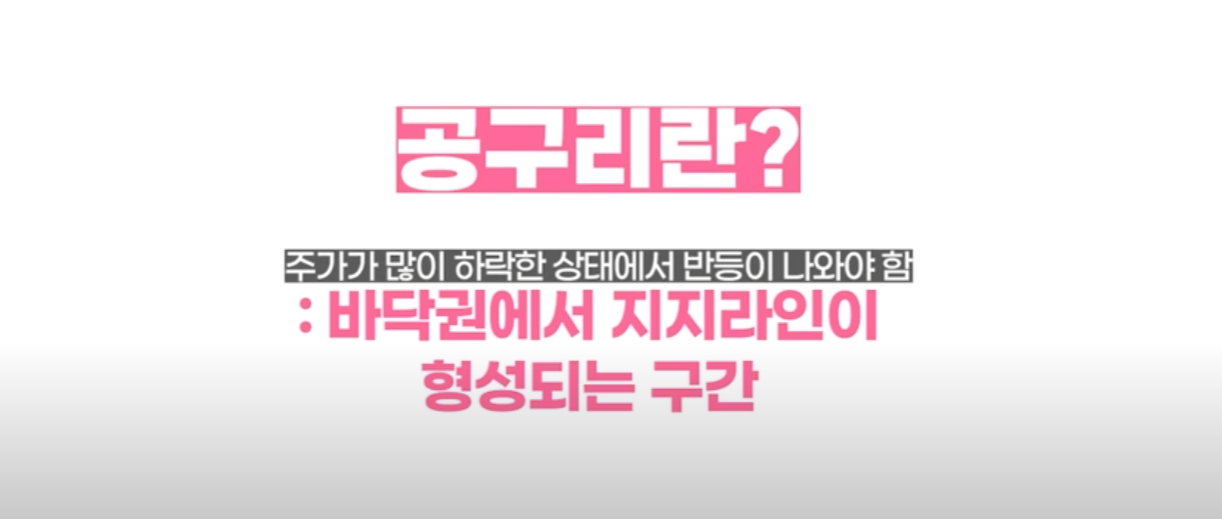 공구리란?
주가가 많이 하락한 상태에서 반등이 나와야 함
: 바닥권에서 지지라인이
형성되는 구간